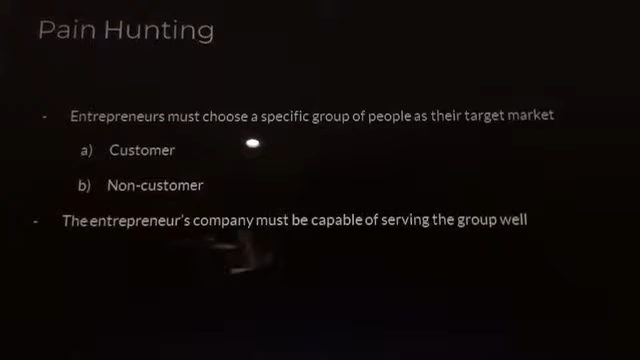 Pain Hunting
- Entrepreneurs must choose a specific group of people as their target market
a) Customer
b) Non-customer
- The entrepreneur's company must be capable of serving the group well